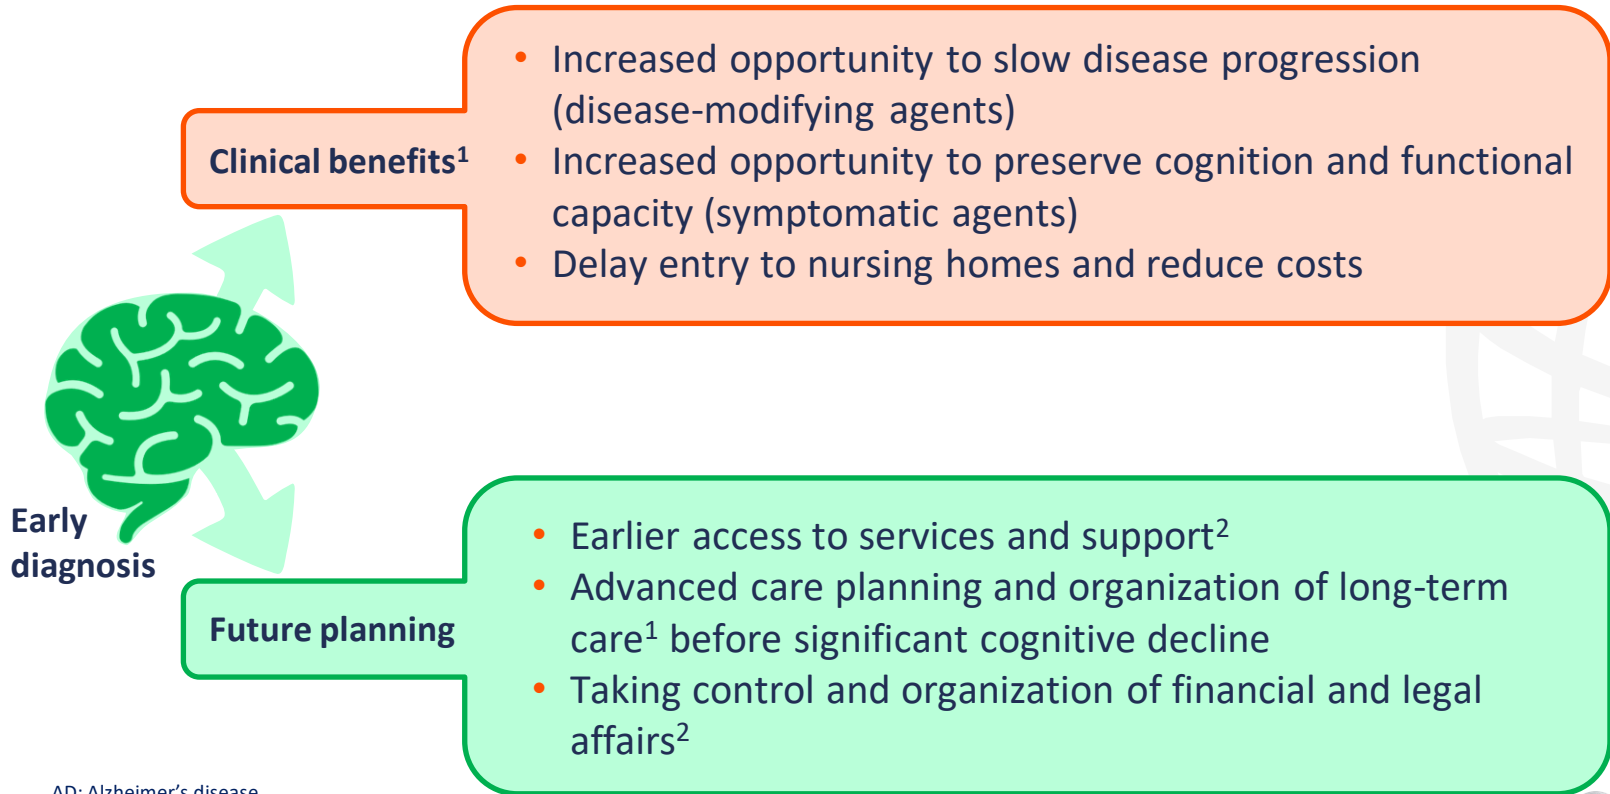 • Increased opportunity to slow disease progression
(disease-modifying agents)
Clinical benefits¹
• Increased opportunity to preserve cognition and functional
capacity (symptomatic agents)
• Delay entry to nursing homes and reduce costs
Early
diagnosis
• Earlier access to services and support²
• Advanced care planning and organization of long-term
care¹ before significant cognitive decline
Future planning
• Taking control and organization of financial and legal
affairs²
AD: Alzheimer's disease